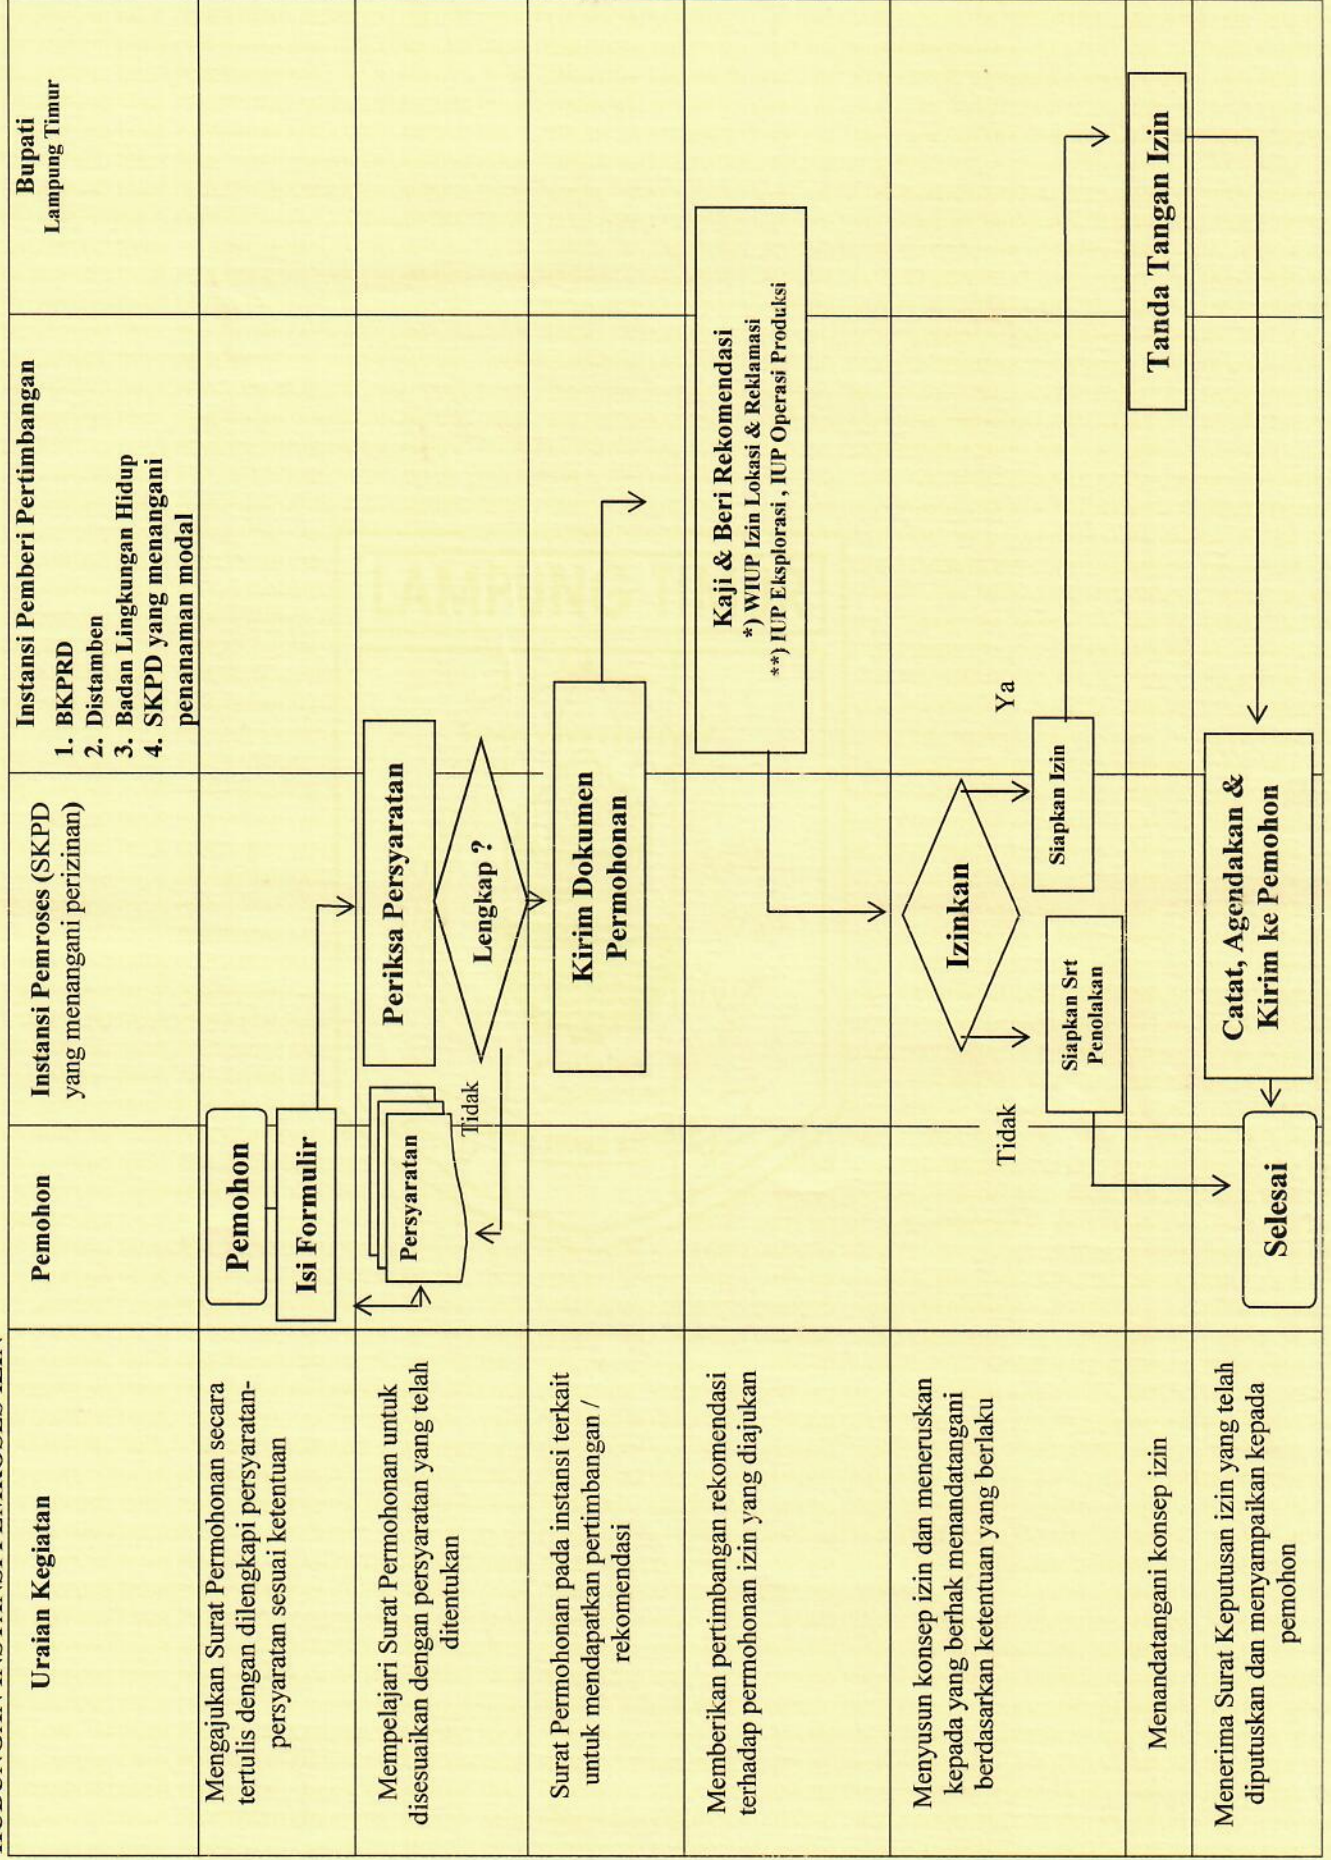 Uraian Kegiatan
Pemohon
Instansi Pemroses (SKPD
yang menangani perizinan)
Instansi Pemberi Pertimbangan
1. BKPRD
2. Distamben
3. Badan Lingkungan Hidup
4. SKPD yang menangani
penanaman modal
Bupati
Lampung Timur
Mengajukan Surat Permohonan secara
tertulis dengan dilengkapi persyaratan-
persyaratan sesuai ketentuan
Pemohon
Isi Formulir
Mempelajari Surat Permohonan untuk
disesuaikan dengan persyaratan yang telah
ditentukan
Persyaratan
Tidak
Periksa Persyaratan
Lengkap ?
Surat Permohonan pada instansi terkait
untuk mendapatkan pertimbangan /
rekomendasi
Kirim Dokumen
Permohonan
Memberikan pertimbangan rekomendasi
terhadap permohonan izin yang diajukan
Kaji & Beri Rekomendasi
*) WIUP Izin Lokasi & Reklamasi
**) IUP Eksplorasi , IUP Operasi Produksi
Menyusun konsep izin dan meneruskan
kepada yang berhak menandatangani
berdasarkan ketentuan yang berlaku
Izinkan
Tidak
Ya
Siapkan Srt
Penolakan
Siapkan Izin
Menandatangani konsep izin
Tanda Tangan Izin
Menerima Surat Keputusan izin yang telah
diputuskan dan menyampaikan kepada
pemohon
Selesai
Catat, Agendakan &
Kirim ke Pemohon